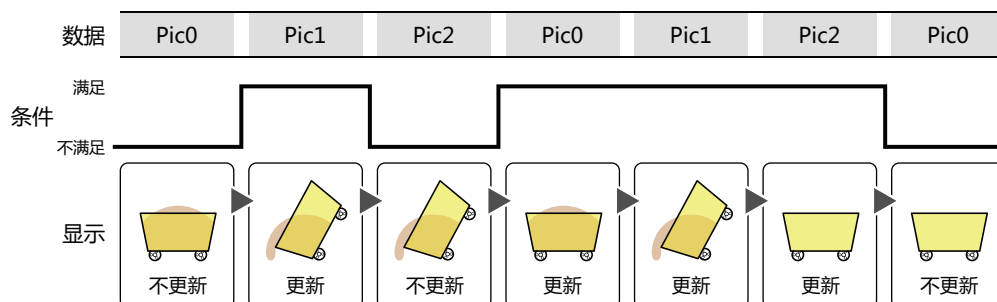 数据 Pic0 Pic1 Pic2 Pic0 Pic1 Pic2 Pic0
满足
条件
不满足
显示
不更新 更新 不更新 更新 更新 更新 不更新